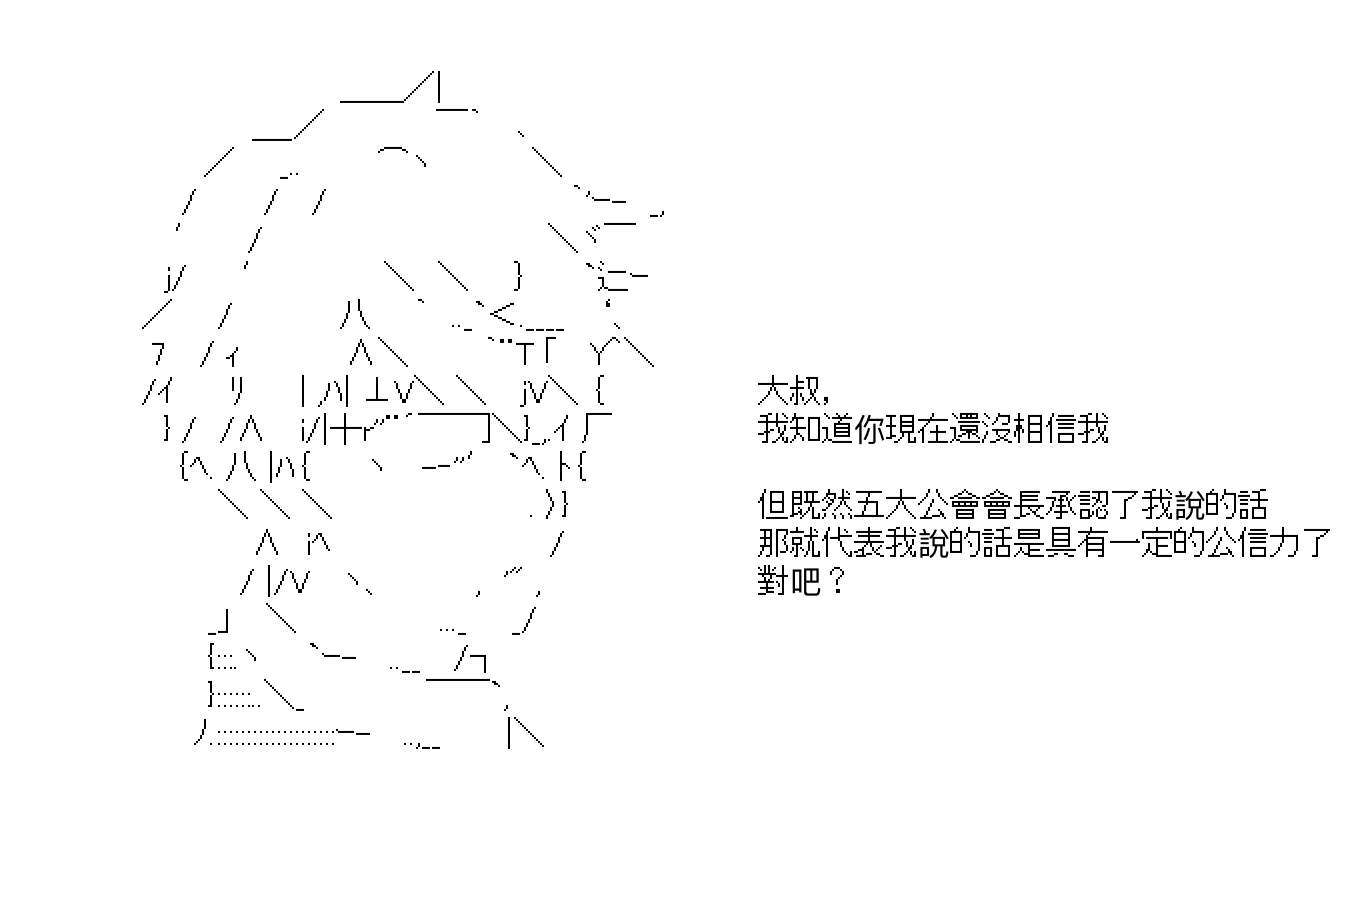 大叔，
我知道你現在還沒相信我
但既然五大公會會長承認了我說的話
那就代表我說的話是具有一定的公信力了
對吧？